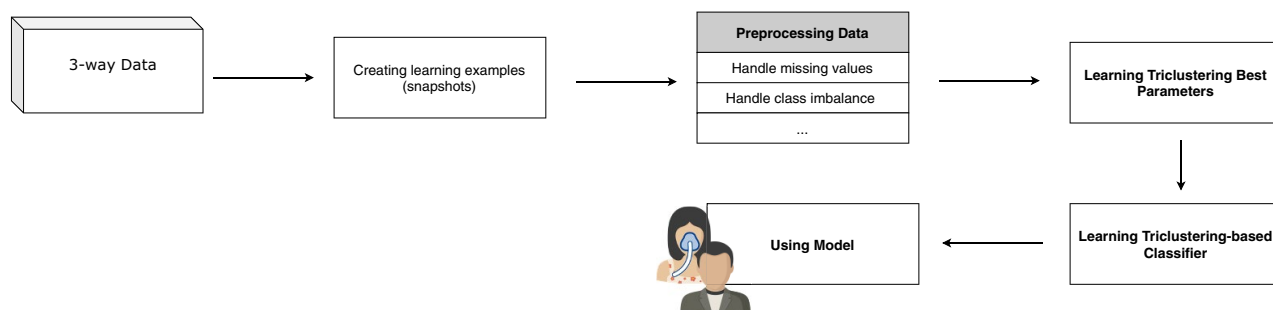 3-way Data
Creating learning examples
(snapshots)
Preprocessing Data
Handle missing values
Handle class imbalance
...
Learning Triclustering Best
Parameters
Learning Triclustering-based
Classifier
Using Model